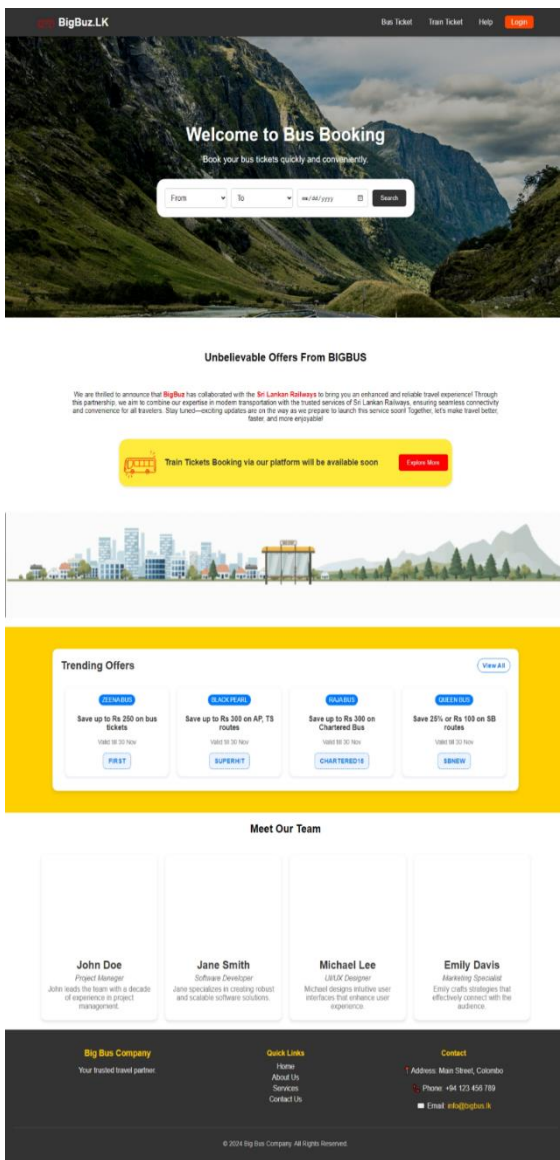 BigBuz.LK
Bus Ticket
Train Ticket
Help
Login
Welcome to Bus Booking
Book your bus tickets quickly and conveniently.
From
To
mm/dd/yyyy
Search
Unbelievable Offers From BIGBUS
We are thrilled to announce that BigBuz has collaborated with the Sri Lankan Railways to bring you an enhanced and reliable travel experience! Through
this partnership, we aim to combine our expertise in modern transportation with the trusted services of Sri Lankan Railways, ensuring seamless connectivity
and convenience for all travelers. Stay tuned—exciting updates are on the way as we prepare to launch this service soon! Together, let's make travel better,
faster, and more enjoyable!
Train Tickets Booking via our platform will be available soon
Explore More
Trending Offers
View All
ZEENA BUS
Save up to Rs 250 on bus
tickets
Valid till 30 Nov
FIRST
BLACK PEARL
Save up to Rs 300 on AP, TS
routes
Valid till 30 Nov
SUPERHIT
RAJA BUS
Save up to Rs 300 on
Chartered Bus
Valid till 30 Nov
CHARTERED15
QUEEN BUS
Save 25% or Rs 100 on SB
routes
Valid till 30 Nov
SBNEW
Meet Our Team
John Doe
Project Manager
John leads the team with a decade
of experience in project
management.
Jane Smith
Software Developer
Jane specializes in creating robust
and scalable software solutions.
Michael Lee
UI/UX Designer
Michael designs intuitive user
interfaces that enhance user
experience.
Emily Davis
Marketing Specialist
Emily crafts strategies that
effectively connect with the
audience.
Big Bus Company
Your trusted travel partner.
Quick Links
Home
About Us
Services
Contact Us
Contact
Address: Main Street, Colombo
Phone: +94 123 456 789
Email: info@bigbus.lk
© 2024 Big Bus Company. All Rights Reserved.